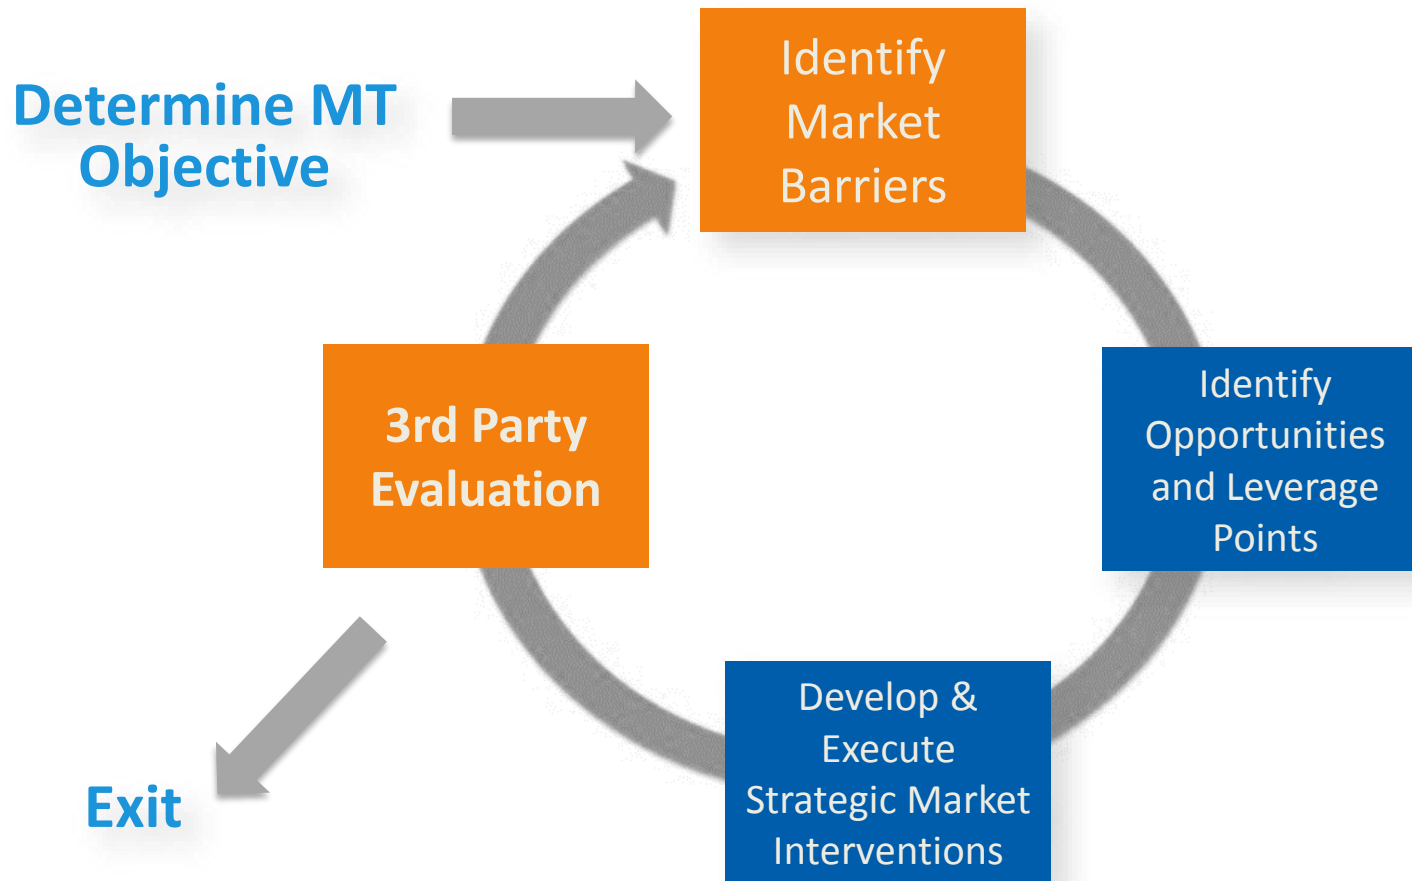 Determine MT
Objective
Identify
Market
Barriers
Identify
Opportunities
and Leverage
Points
Develop &
Execute
Strategic Market
Interventions
3rd Party
Evaluation
Exit